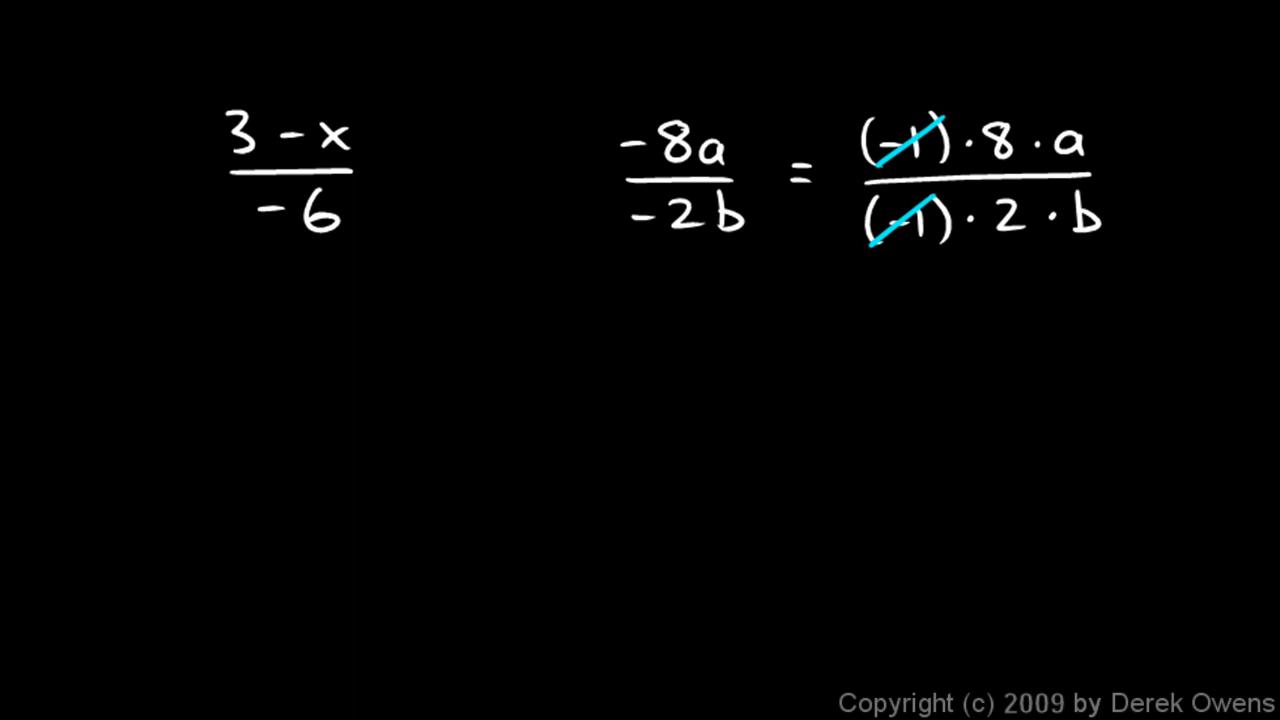 3 - x
- 6
-8a
-2b
=
(-1) · 8 · a
(-1) · 2 · b
Copyright (c) 2009 by Derek Owens